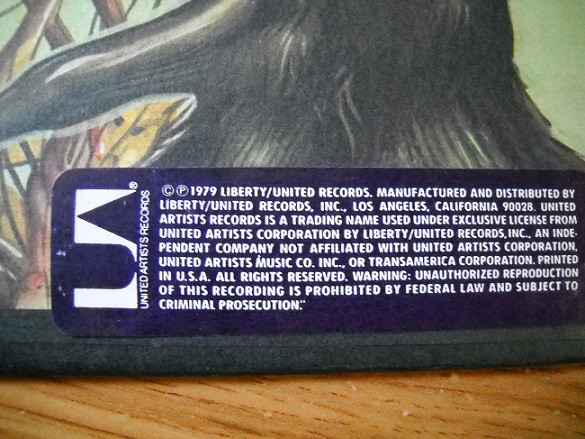 ©℗1979 LIBERTY/UNITED RECORDS. MANUFACTURED AND DISTRIBUTED BY
LIBERTY/UNITED RECORDS, INC., LOS ANGELES, CALIFORNIA 90028. UNITED
ARTISTS RECORDS IS A TRADING NAME USED UNDER EXCLUSIVE LICENSE FROM
UNITED ARTISTS CORPORATION BY LIBERTY/UNITED RECORDS, INC., AN INDE-
PENDENT COMPANY NOT AFFILIATED WITH UNITED ARTISTS CORPORATION,
UNITED ARTISTS MUSIC CO. INC., OR TRANSAMERICA CORPORATION. PRINTED
IN U.S.A. ALL RIGHTS RESERVED. WARNING: UNAUTHORIZED REPRODUCTION
OF THIS RECORDING IS PROHIBITED BY FEDERAL LAW AND SUBJECT TO
CRIMINAL PROSECUTION."
UA®
UNITED ARTISTS RECORDS